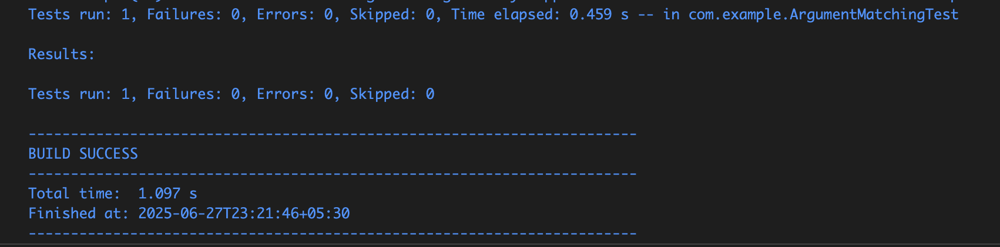 Tests run: 1, Failures: 0, Errors: 0, Skipped: 0, Time elapsed: 0.459 s -- in com.example.ArgumentMatchingTest
Results:
Tests run: 1, Failures: 0, Errors: 0, Skipped: 0
------------------------------------------------------------------------
BUILD SUCCESS
------------------------------------------------------------------------
Total time:  1.097 s
Finished at: 2025-06-27T23:21:46+05:30
------------------------------------------------------------------------